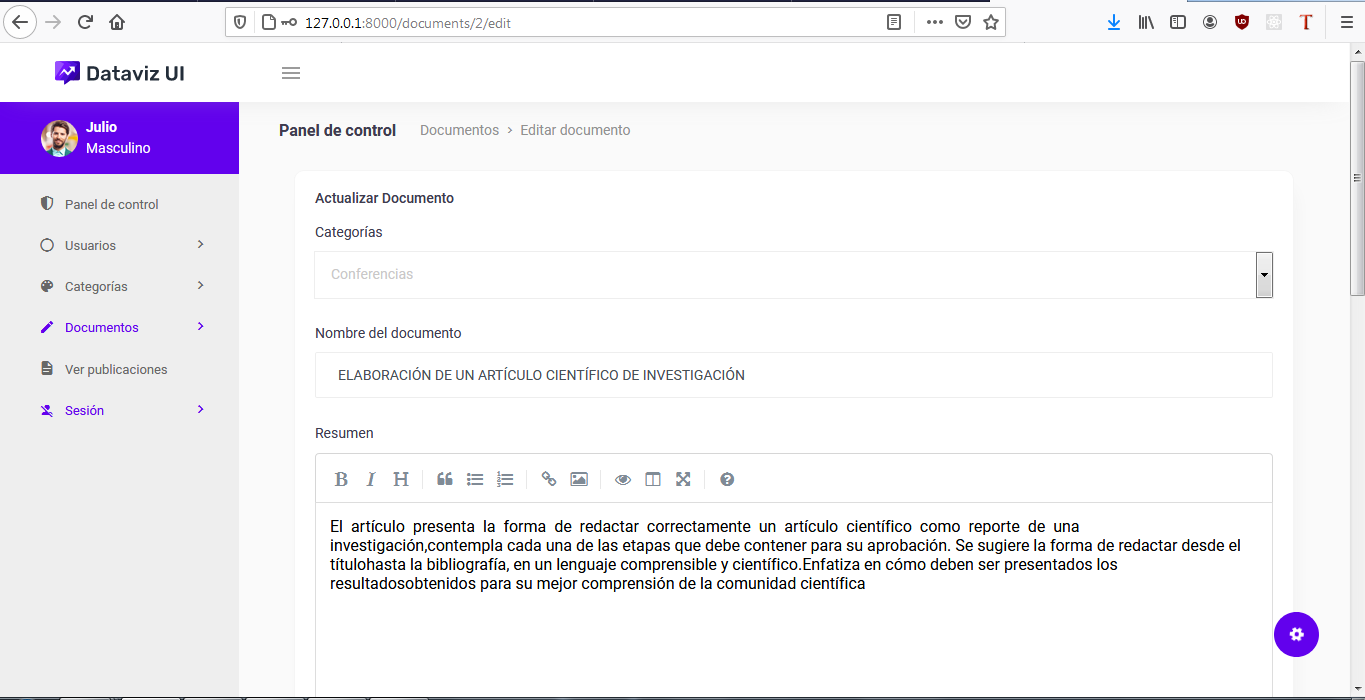 127.0.0.1:8000/documents/2/edit
Dataviz UI
Julio
Masculino
Panel de control
Usuarios
Categorías
Documentos
Ver publicaciones
Sesión
Panel de control Documentos > Editar documento
Actualizar Documento
Categorías
Conferencias
Nombre del documento
ELABORACIÓN DE UN ARTÍCULO CIENTÍFICO DE INVESTIGACIÓN
Resumen
B I H
El artículo presenta la forma de redactar correctamente un artículo científico como reporte de una
investigación,contempla cada una de las etapas que debe contener para su aprobación. Se sugiere la forma de redactar desde el
títulohasta la bibliografía, en un lenguaje comprensible y científico.Enfatiza en cómo deben ser presentados los
resultadosobtenidos para su mejor comprensión de la comunidad científica